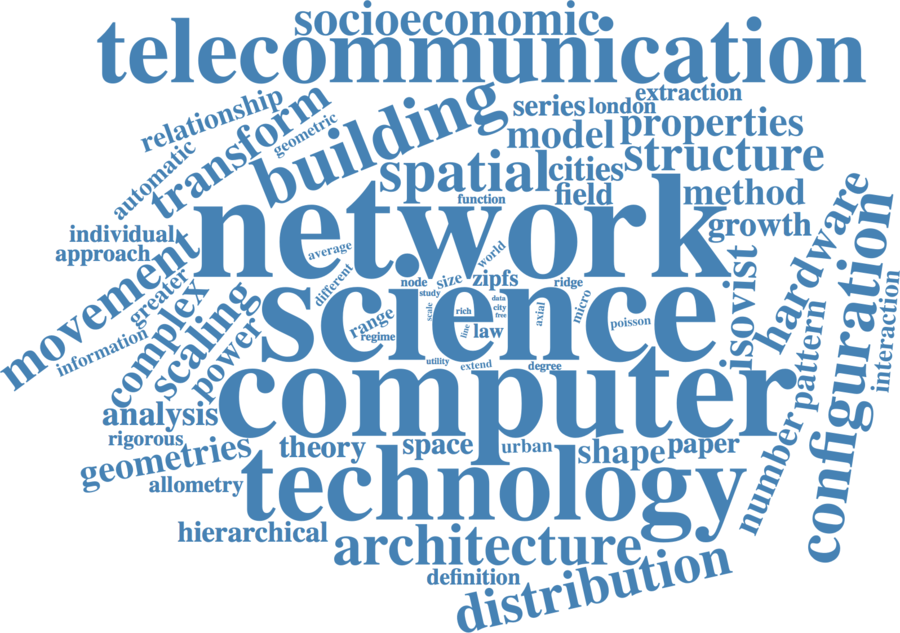 socioeconomic
telecommunication
extraction
relationship
transform
building
series
london
geometric
model
properties
automatic
spatial
cities
structure
function
field
method
growth
network
individual
approach
average
world
different
movement
greater
node
size
zipfs
ridge
study
science
data
city
free
scale
rich
line
law
axial
micro
poisson
range
regime
isovist
hardware
configuration
interaction
information
complex
scaling
power
utility
extend
degree
computer
pattern
number
analysis
rigorous
geometries
theory
space
urban
shape
paper
allometry
technology
hierarchical
architecture
definition
distribution